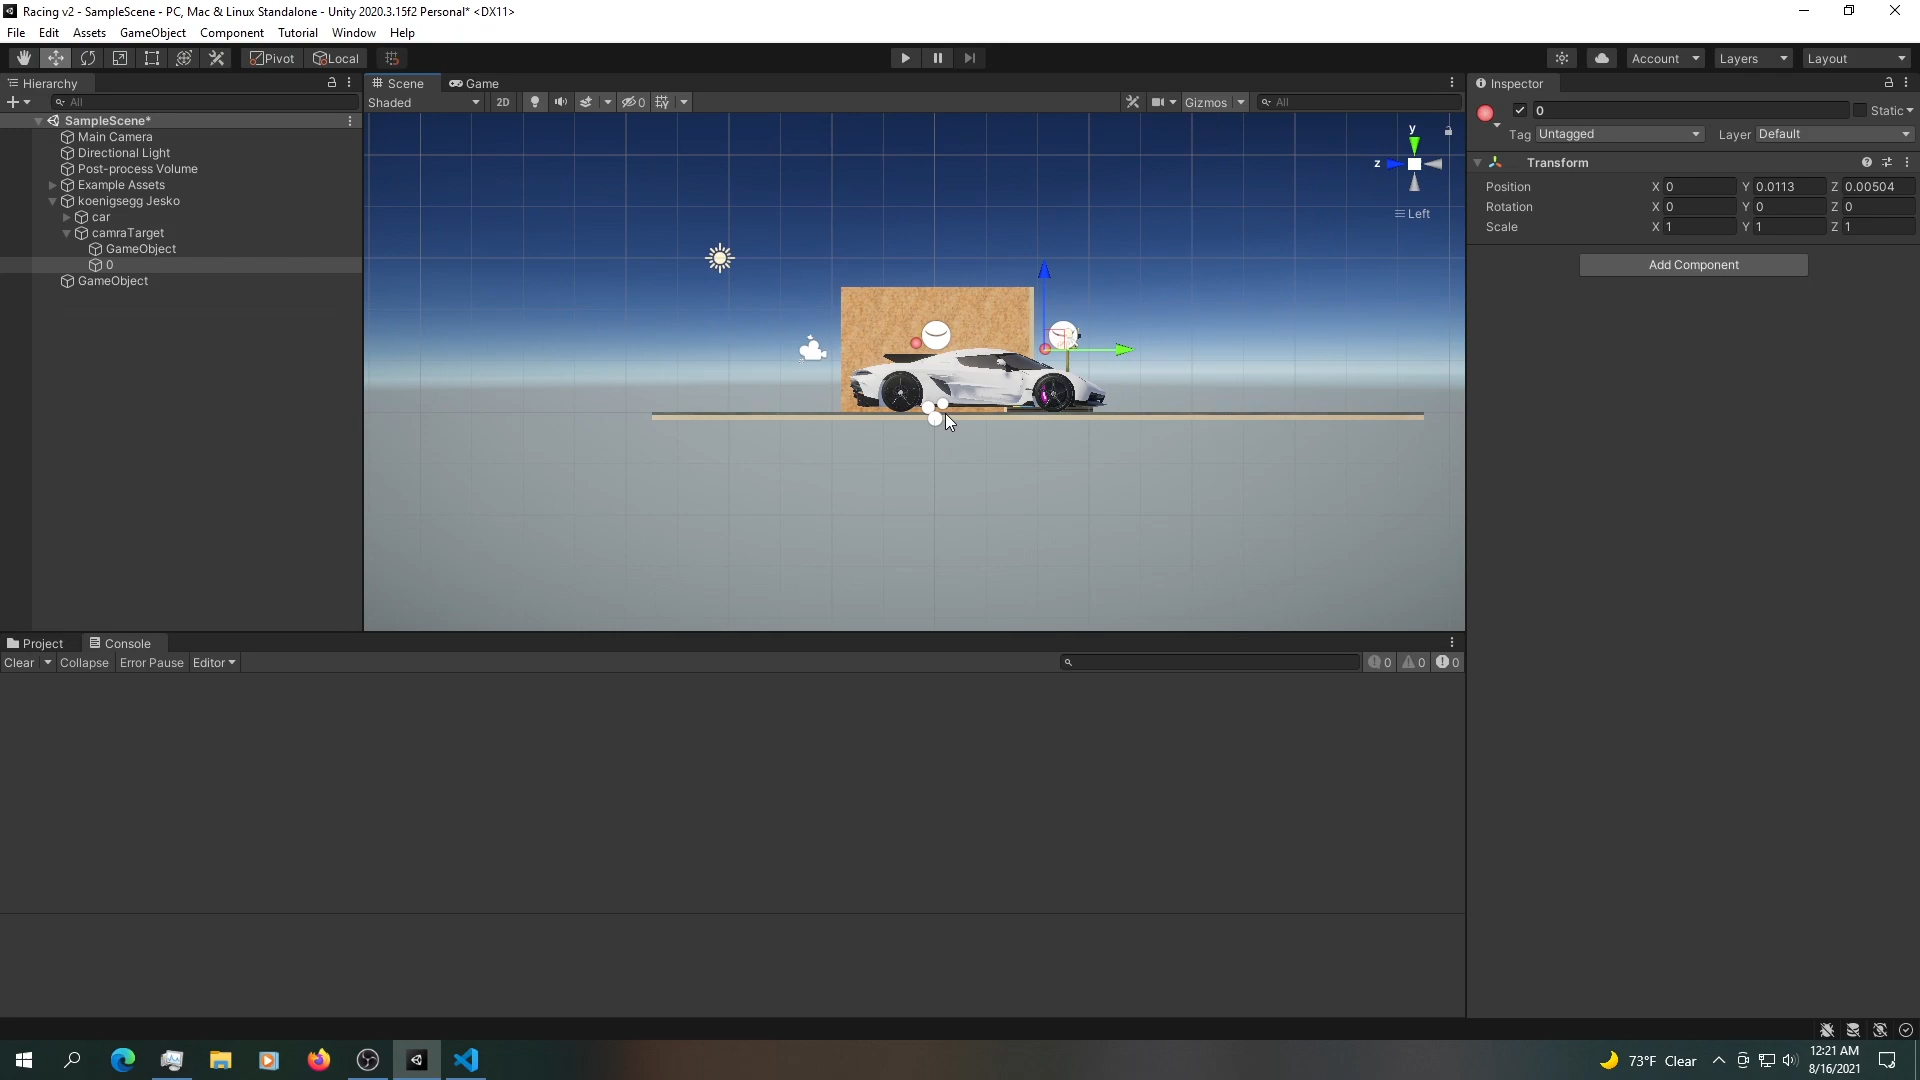 Racing v2 - SampleScene - PC, Mac & Linux Standalone - Unity 2020.3.15f2 Personal* <DX11>
File Edit Assets GameObject Component Tutorial Window Help
Pivot Local Account Layers Layout
Hierarchy Scene Game Inspector
All Shaded 2D 0 Gizmos All 0 Static
SampleScene*
Tag Untagged Layer Default
Main Camera
Directional Light
Post-process Volume
Example Assets
koenigsegg Jesko
car
camraTarget
GameObject
0
GameObject
y
z
Left
Transform
Position X 0 Y 0.0113 Z 0.00504
Rotation X 0 Y 0 Z 0
Scale X 1 Y 1 Z 1
Add Component
Project Console
Clear Collapse Error Pause Editor 0 0 0
73°F Clear
12:21 AM
8/16/2021